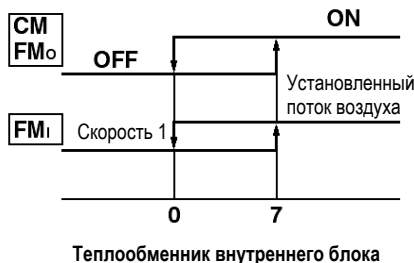 CM
FMO
ON
OFF
Установленный
поток воздуха
FMI
Скорость 1
0
7
Теплообменник внутреннего блока